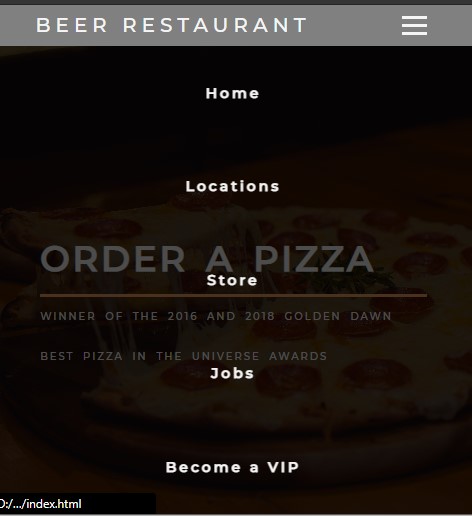 BEER RESTAURANT
Home
Locations
ORDER A PIZZA
Store
WINNER OF THE 2016 AND 2018 GOLDEN DAWN
BEST PIZZA IN THE UNIVERSE AWARDS
Jobs
Become a VIP
D:/.../index.html